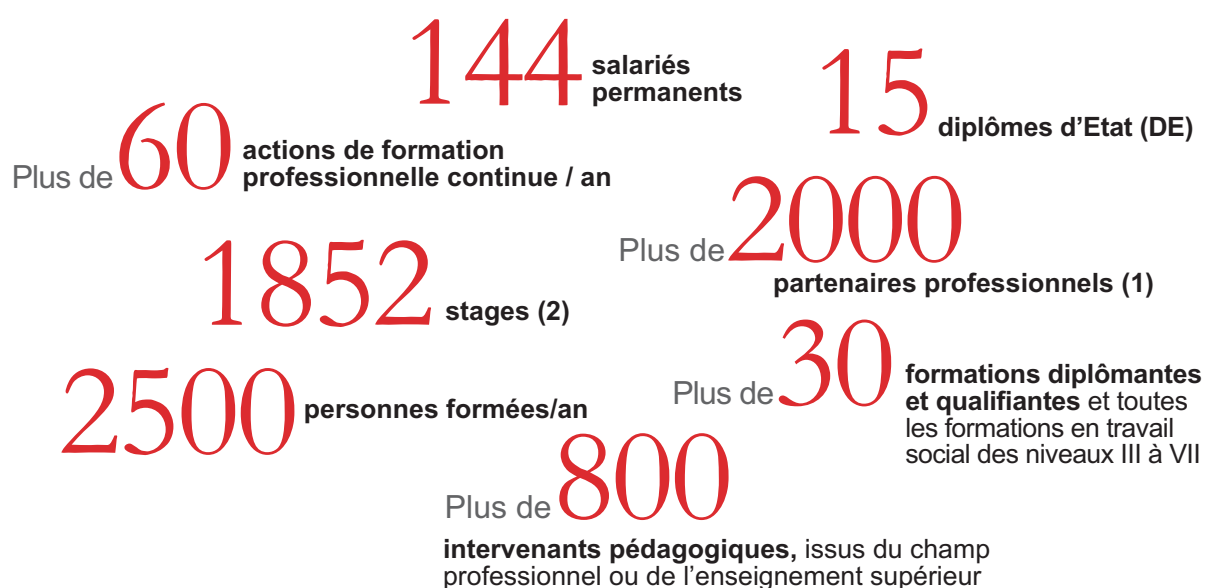 144 salariés
permanents
15 diplômes d'Etat (DE)
Plus de 60 actions de formation
professionnelle continue / an
Plus de 2000
partenaires professionnels (1)
1852 stages (2)
Plus de 30 formations diplômantes
et qualifiantes et toutes
les formations en travail
social des niveaux III à VII
2500 personnes formées/an
Plus de 800
intervenants pédagogiques, issus du champ
professionnel ou de l'enseignement supérieur